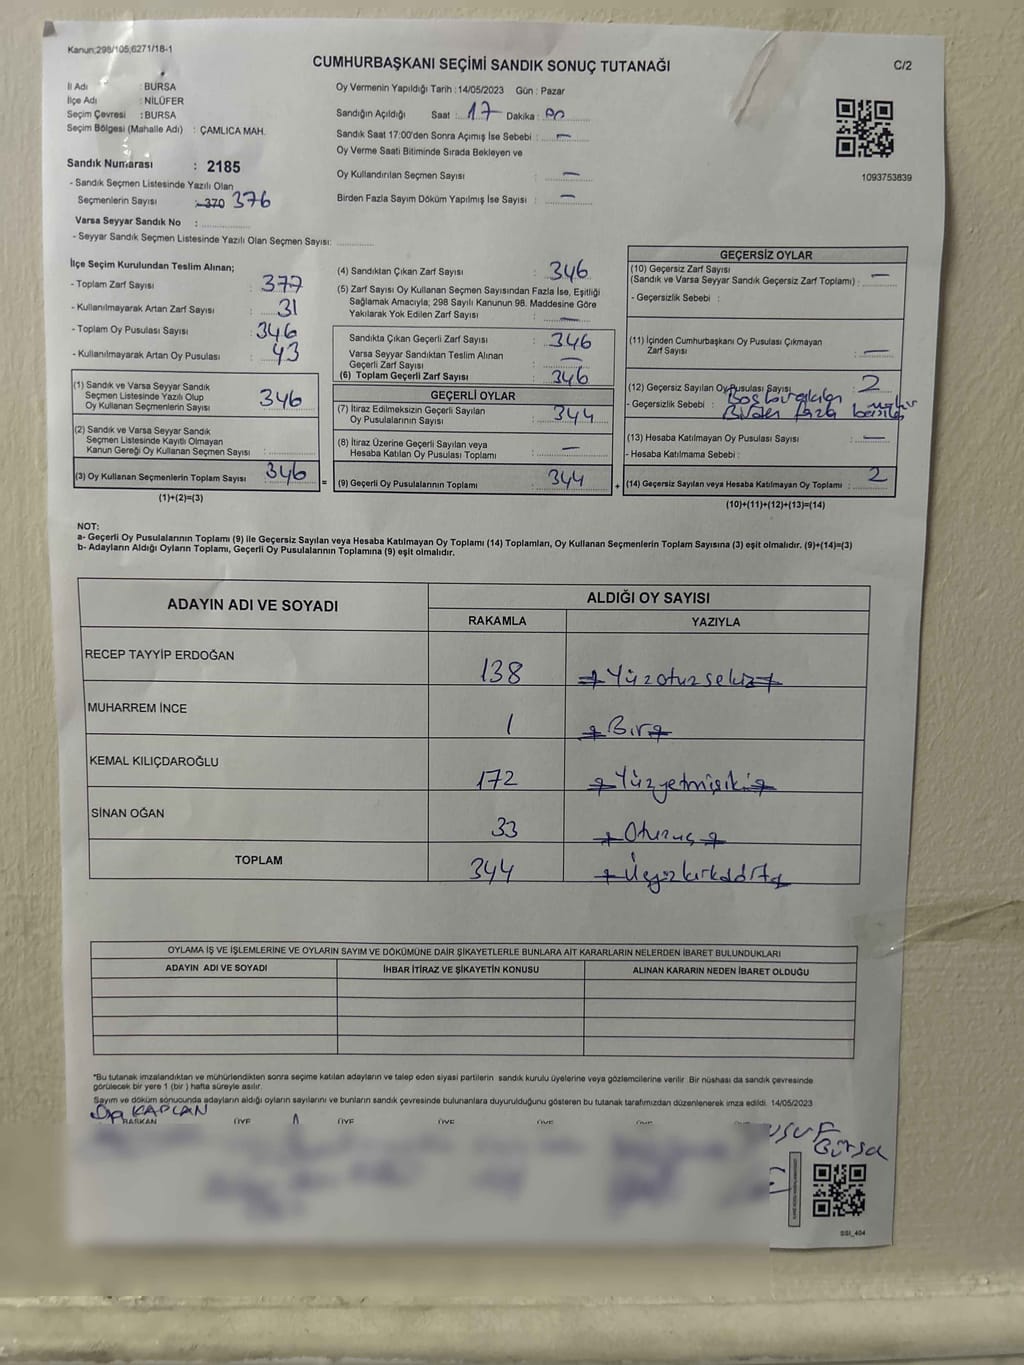 Kanun;298/105;6271/18-1
CUMHURBAŞKANI SEÇİMİ SANDIK SONUÇ TUTANAĞI
C/2
İl Adı : BURSA
İlçe Adı : NİLÜFER
Seçim Çevresi : BURSA
Seçim Bölgesi (Mahalle Adı) : ÇAMLICA MAH.
Sandık Numarası : 2185
- Sandık Seçmen Listesinde Yazılı Olan
Seçmenlerin Sayısı : 370 376
Varsa Seyyar Sandık No :
- Seyyar Sandık Seçmen Listesinde Yazılı Olan Seçmen Sayısı:
Oy Vermenin Yapıldığı Tarih : 14/05/2023 Gün : Pazar
Sandığın Açıldığı Saat : 17 Dakika : 00
Sandık Saat 17:00'den Sonra Açımış İse Sebebi : —
Oy Verme Saati Bitiminde Sırada Bekleyen ve
Oy Kullandırılan Seçmen Sayısı : —
Birden Fazla Sayım Döküm Yapılmış İse Sayısı : —
1093753839
İlçe Seçim Kurulundan Teslim Alınan;
- Toplam Zarf Sayısı : 377
- Kullanılmayarak Artan Zarf Sayısı : 31
- Toplam Oy Pusulası Sayısı : 346
- Kullanılmayarak Artan Oy Pusulası : 43
(1) Sandık ve Varsa Seyyar Sandık
Seçmen Listesinde Yazılı Olup
Oy Kullanan Seçmenlerin Sayısı : 346
(2) Sandık ve Varsa Seyyar Sandık
Seçmen Listesinde Kayıtlı Olmayan
Kanun Gereği Oy Kullanan Seçmen Sayısı :
(3) Oy Kullanan Seçmenlerin Toplam Sayısı : 346
(1)+(2)=(3)
(4) Sandıktan Çıkan Zarf Sayısı : 346
(5) Zarf Sayısı Oy Kullanan Seçmen Sayısından Fazla İse, Eşitliği
Sağlamak Amacıyla; 298 Sayılı Kanunun 98. Maddesine Göre
Yakılarak Yok Edilen Zarf Sayısı : —
Sandıkta Çıkan Geçerli Zarf Sayısı : 346
Varsa Seyyar Sandıktan Teslim Alınan
Geçerli Zarf Sayısı : —
(6) Toplam Geçerli Zarf Sayısı : 346
GEÇERLİ OYLAR
(7) İtiraz Edilmeksizin Geçerli Sayılan
Oy Pusulalarının Sayısı : 344
(8) İtiraz Üzerine Geçerli Sayılan veya
Hesaba Katılan Oy Pusulası Toplamı : —
= (9) Geçerli Oy Pusulalarının Toplamı : 344
GEÇERSİZ OYLAR
(10) Geçersiz Zarf Sayısı
(Sandık ve Varsa Seyyar Sandık Geçersiz Zarf Toplamı) : —
- Geçersizlik Sebebi :
(11) İçinden Cumhurbaşkanı Oy Pusulası Çıkmayan
Zarf Sayısı : —
(12) Geçersiz Sayılan Oy Pusulası Sayısı : 2
- Geçersizlik Sebebi :
Birden fazla
(13) Hesaba Katılmayan Oy Pusulası Sayısı : —
- Hesaba Katılmama Sebebi :
+ (14) Geçersiz Sayılan veya Hesaba Katılmayan Oy Toplamı : 2
(10)+(11)+(12)+(13)=(14)
NOT:
a- Geçerli Oy Pusulalarının Toplamı (9) ile Geçersiz Sayılan veya Hesaba Katılmayan Oy Toplamı (14) Toplamları, Oy Kullanan Seçmenlerin Toplam Sayısına (3) eşit olmalıdır. (9)+(14)=(3)
b- Adayların Aldığı Oyların Toplamı, Geçerli Oy Pusulalarının Toplamına (9) eşit olmalıdır.
ADAYIN ADI VE SOYADI ALDIĞI OY SAYISI
RAKAMLA YAZIYLA
RECEP TAYYİP ERDOĞAN 138 Yüzotuzsekiz
MUHARREM İNCE 1 Bir
KEMAL KILIÇDAROĞLU 172 Yüzyetmişiki
SİNAN OĞAN 33 Otuzüç
TOPLAM 344 Üçyüzkırkdört
OYLAMA İŞ VE İŞLEMLERİNE VE OYLARIN SAYIM VE DÖKÜMÜNE DAİR ŞİKAYETLERLE BUNLARA AİT KARARLARIN NELERDEN İBARET BULUNDUKLARI
ADAYIN ADI VE SOYADI İHBAR İTİRAZ VE ŞİKAYETİN KONUSU ALINAN KARARIN NEDEN İBARET OLDUĞU
*Bu tutanak imzalandıktan ve mühürlendikten sonra seçime katılan adayların ve talep eden siyasi partilerin sandık kurulu üyelerine veya gözlemcilerine verilir. Bir nüshası da sandık çevresinde
görülecek bir yere 1 (bir ) hafta süreyle asılır.
Sayım ve döküm sonucunda adayların aldığı oyların sayılarını ve bunların sandık çevresinde bulunanlara duyurulduğunu gösteren bu tutanak tarafımızdan düzenlenerek imza edildi. 14/05/2023
KAPLAN
BAŞKAN ÜYE ÜYE ÜYE ÜYE ÜYE ÜYE
Bursa
SSI_404